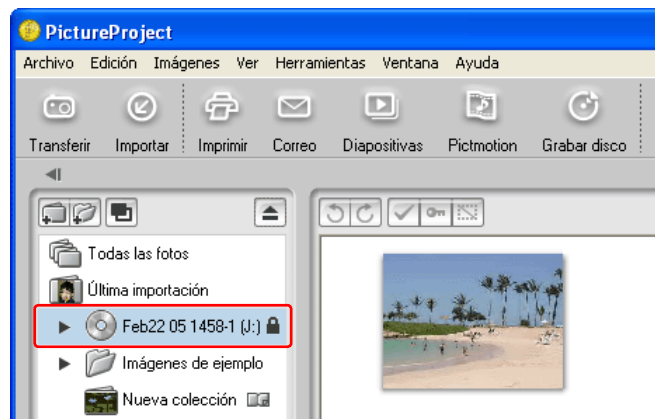 PictureProject
Archivo Edición Imágenes Ver Herramientas Ventana Ayuda
Transferir Importar Imprimir Correo Diapositivas Pictmotion Grabar disco
Todas las fotos
Última importación
Feb22 05 1458-1 (J:)
Imágenes de ejemplo
Nueva colección